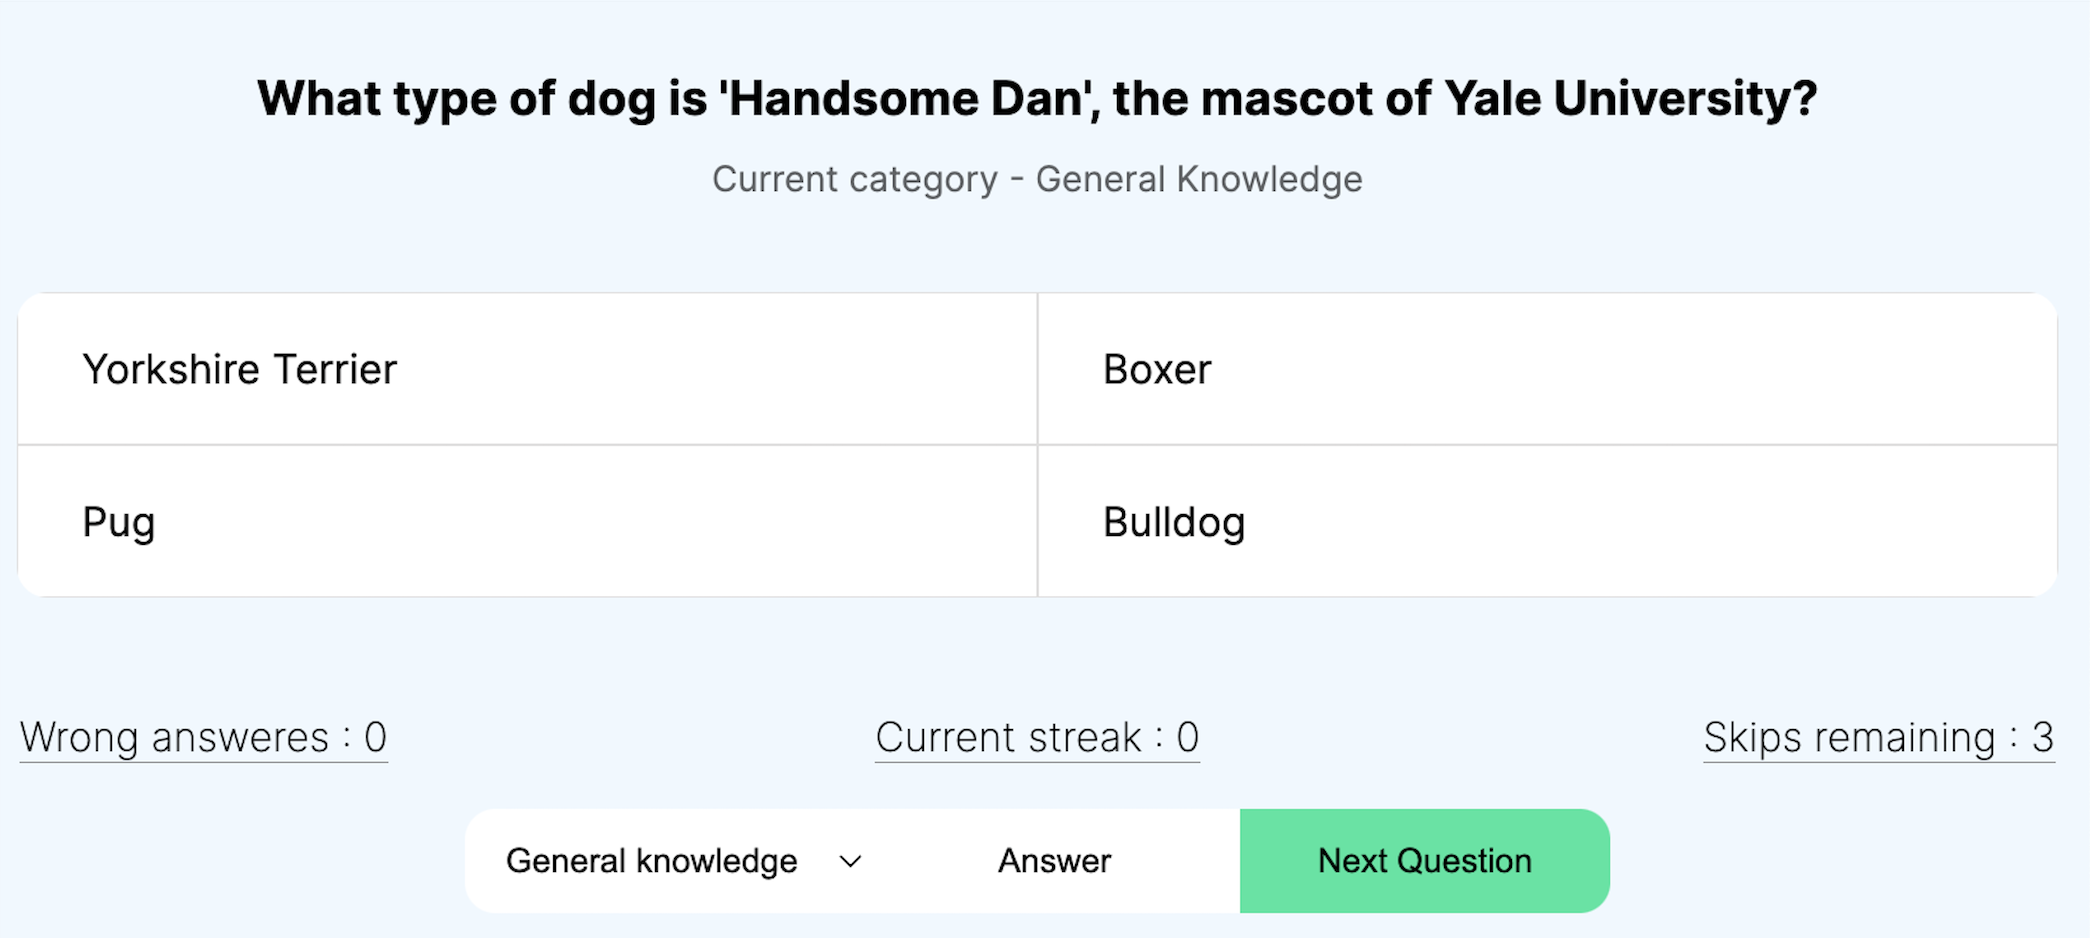 What type of dog is 'Handsome Dan', the mascot of Yale University?
Current category - General Knowledge
Yorkshire Terrier
Boxer
Pug
Bulldog
Wrong answeres : 0
Current streak : 0
Skips remaining : 3
General knowledge
Answer
Next Question